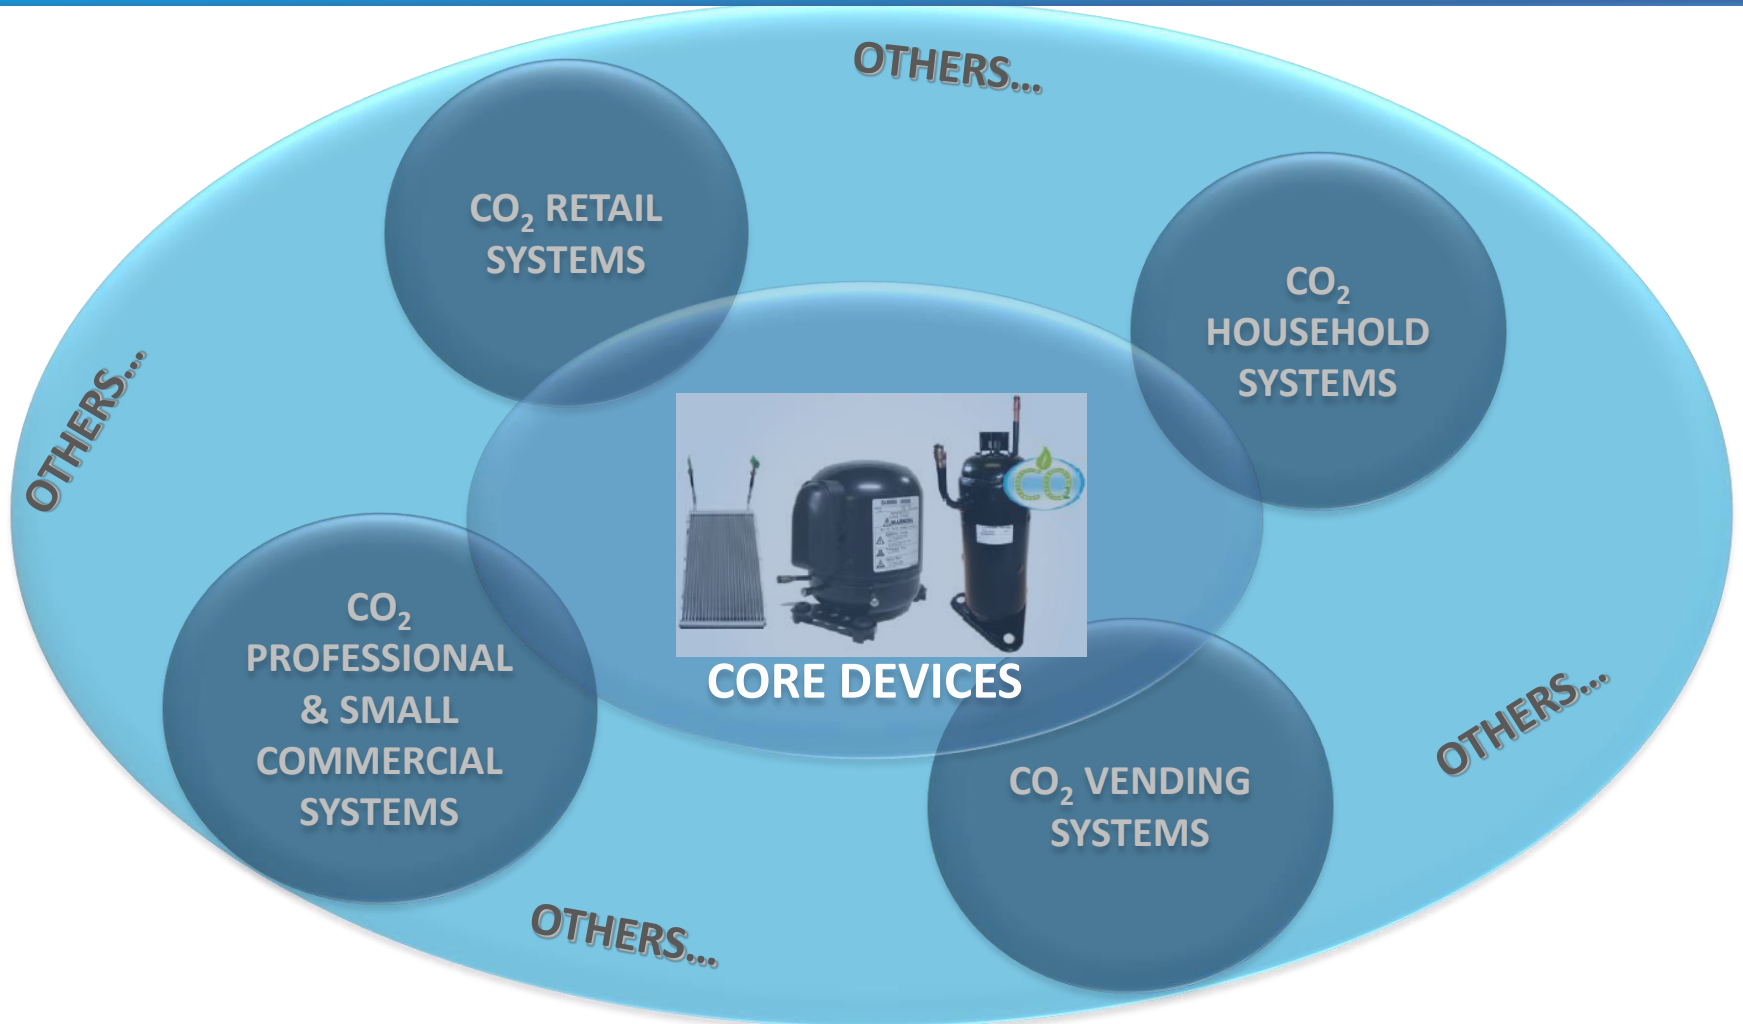 OTHERS...
CO₂ RETAIL
SYSTEMS
CO₂
HOUSEHOLD
SYSTEMS
OTHERS...
CO₂
CORE DEVICES
CO₂
PROFESSIONAL
& SMALL
COMMERCIAL
SYSTEMS
OTHERS...
CO₂ VENDING
SYSTEMS
OTHERS...